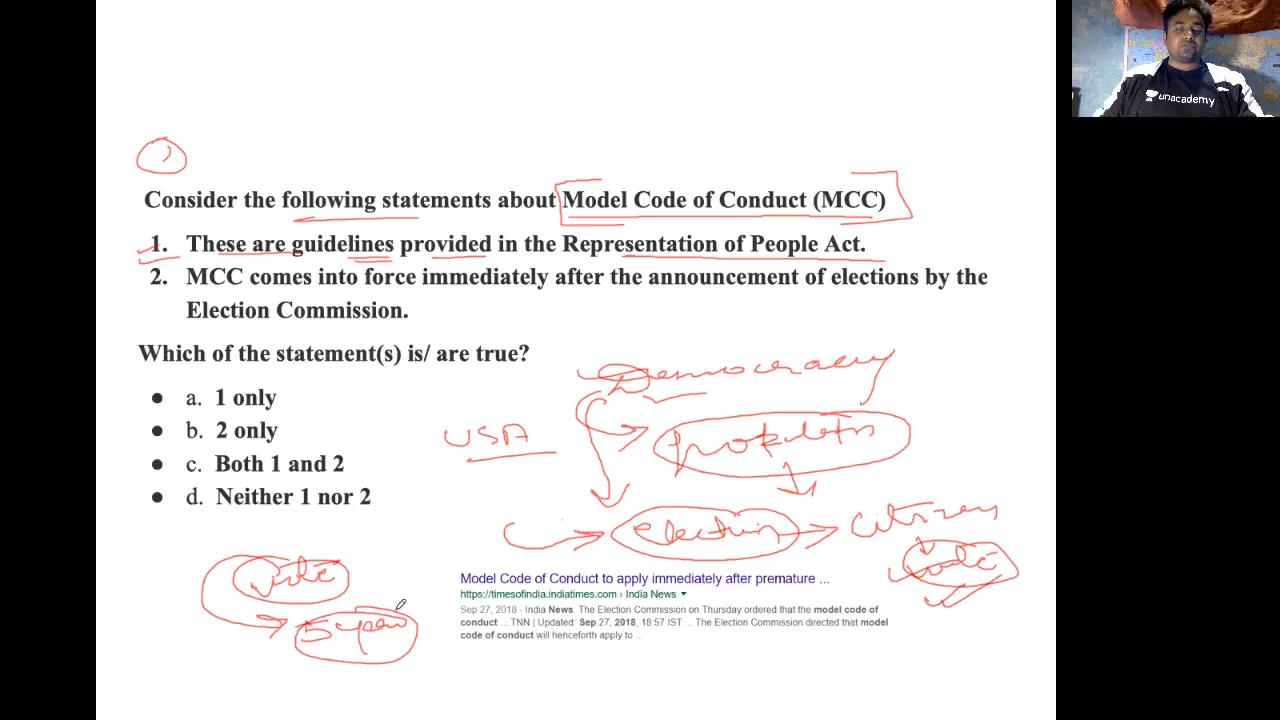 unacademy
1
Consider the following statements about Model Code of Conduct (MCC)
1. These are guidelines provided in the Representation of People Act.
2. MCC comes into force immediately after the announcement of elections by the
Election Commission.
Which of the statement(s) is/ are true?
● a. 1 only
● b. 2 only
● c. Both 1 and 2
● d. Neither 1 nor 2
Democracy
USA
election
citizens
vote
vote
5 year
Model Code of Conduct to apply immediately after premature ...
https://timesofindia.indiatimes.com › India News ▼
Sep 27, 2018 - India News. The Election Commission on Thursday ordered that the model code of
conduct ... TNN | Updated: Sep 27, 2018, 18:57 IST ... The Election Commission directed that model
code of conduct will henceforth apply to ...